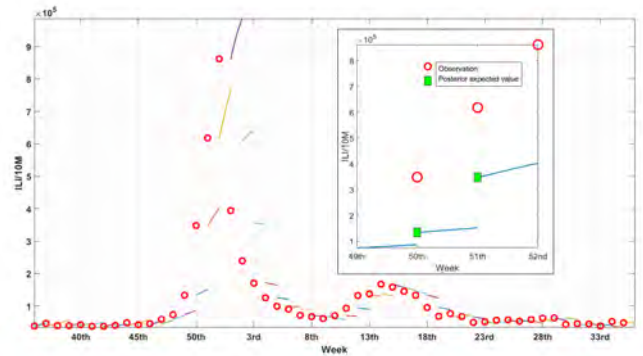 ×10⁵
9
8
7
6
5
4
3
2
1
ILI/10M
40th
45th
50th
3rd
8th
13th
18th
23th
28th
33th
Week
×10⁵
8
7
6
5
4
3
2
1
ILI/10M
Observation
Posterior expected value
49th
50th
51th
52nd
Week